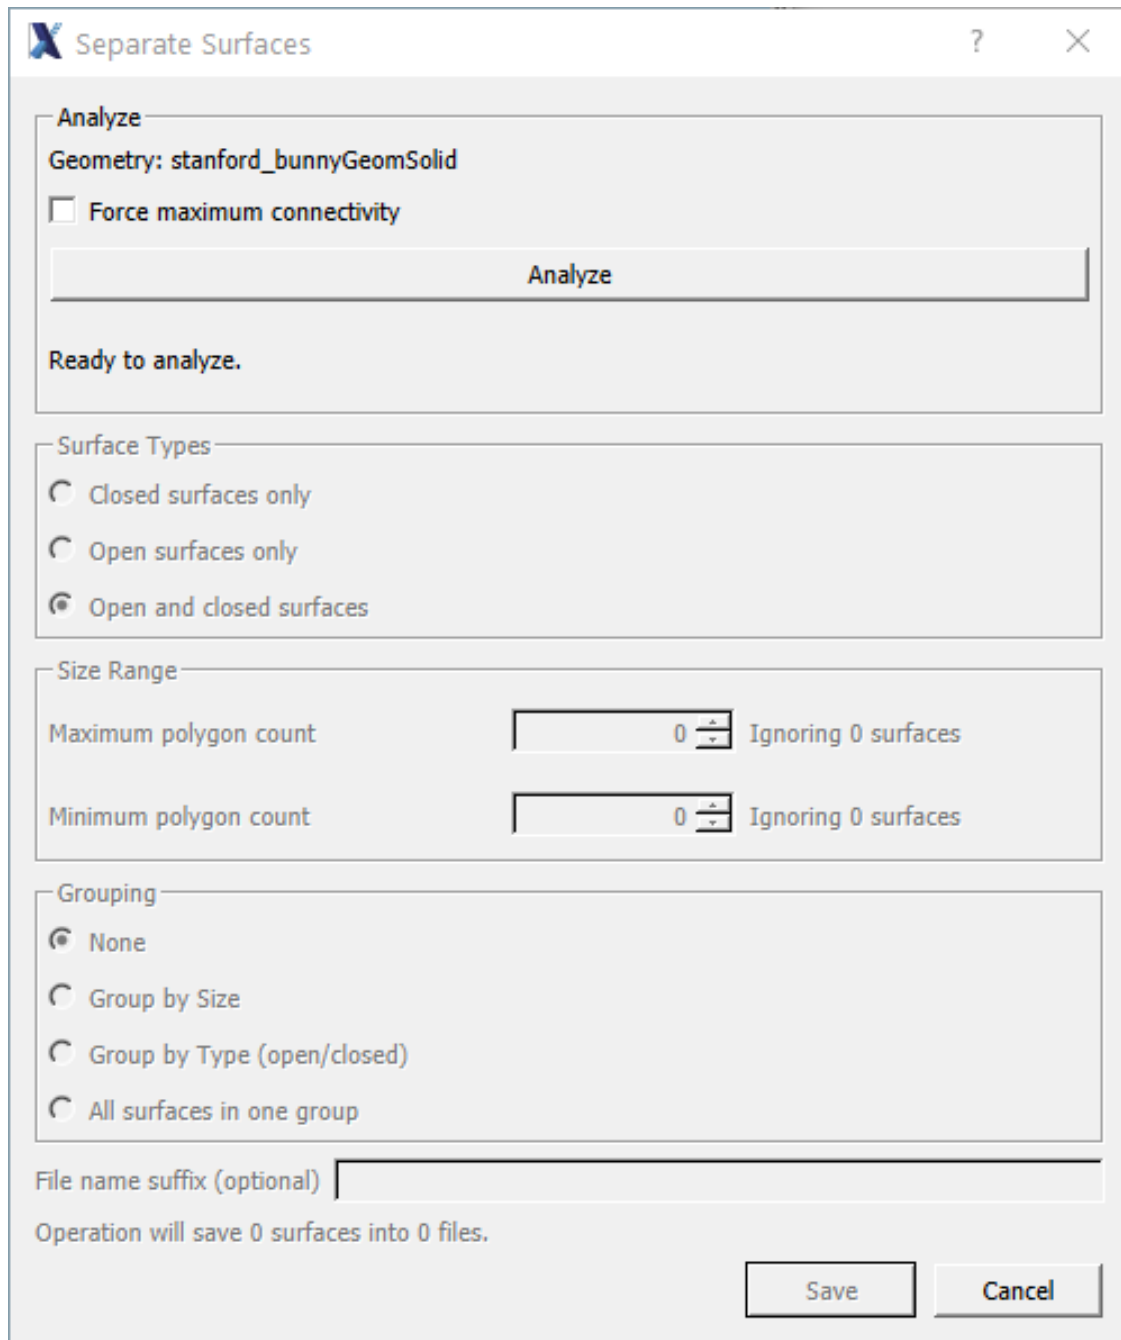 Separate Surfaces ?
Analyze
Geometry: stanford_bunnyGeomSolid
Force maximum connectivity
Analyze
Ready to analyze.
Surface Types
Closed surfaces only
Open surfaces only
Open and closed surfaces
Size Range
Maximum polygon count 0 Ignoring 0 surfaces
Minimum polygon count 0 Ignoring 0 surfaces
Grouping
None
Group by Size
Group by Type (open/closed)
All surfaces in one group
File name suffix (optional)
Operation will save 0 surfaces into 0 files.
Save Cancel